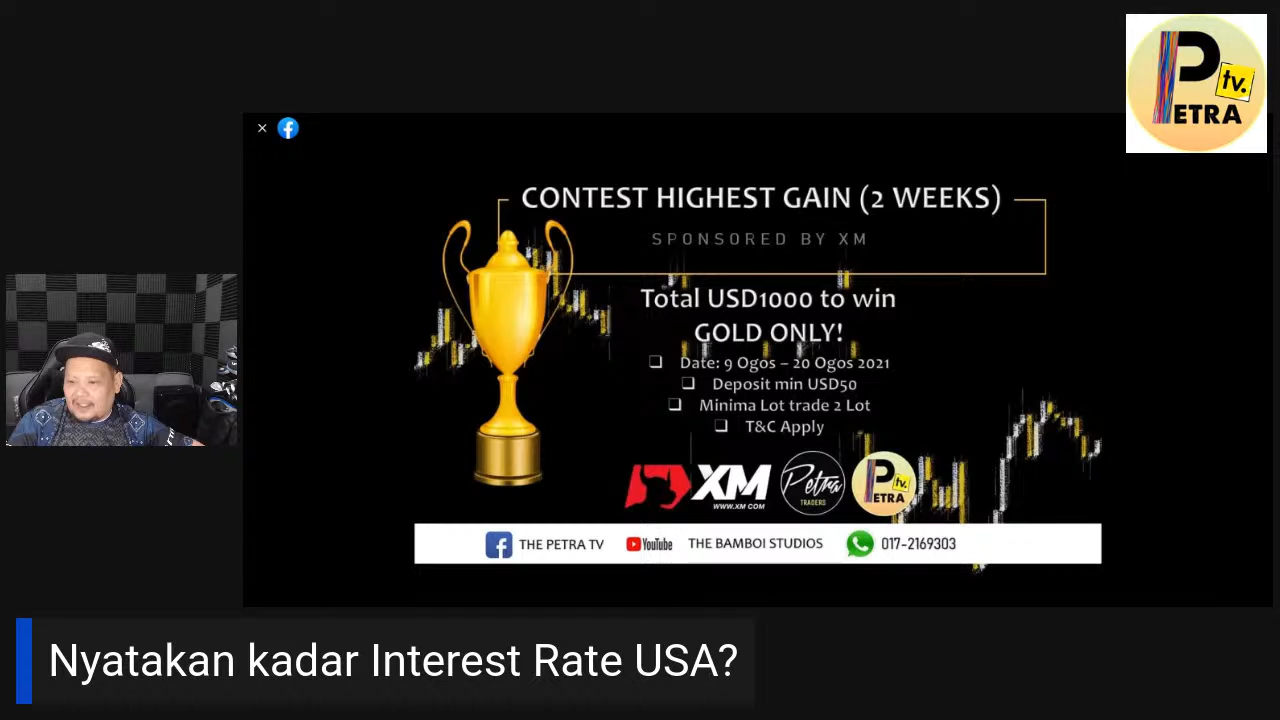 P tv.
ETRA
CONTEST HIGHEST GAIN (2 WEEKS)
SPONSORED BY XM
Total USD1000 to win
GOLD ONLY!
Date: 9 Ogos – 20 Ogos 2021
Deposit min USD50
Minima Lot trade 2 Lot
T&C Apply
XM
WWW.XM.COM
Petra
TRADERS
P tv.
ETRA
THE PETRA TV
YouTube
THE BAMBOI STUDIOS
017-2169303
Nyatakan kadar Interest Rate USA?